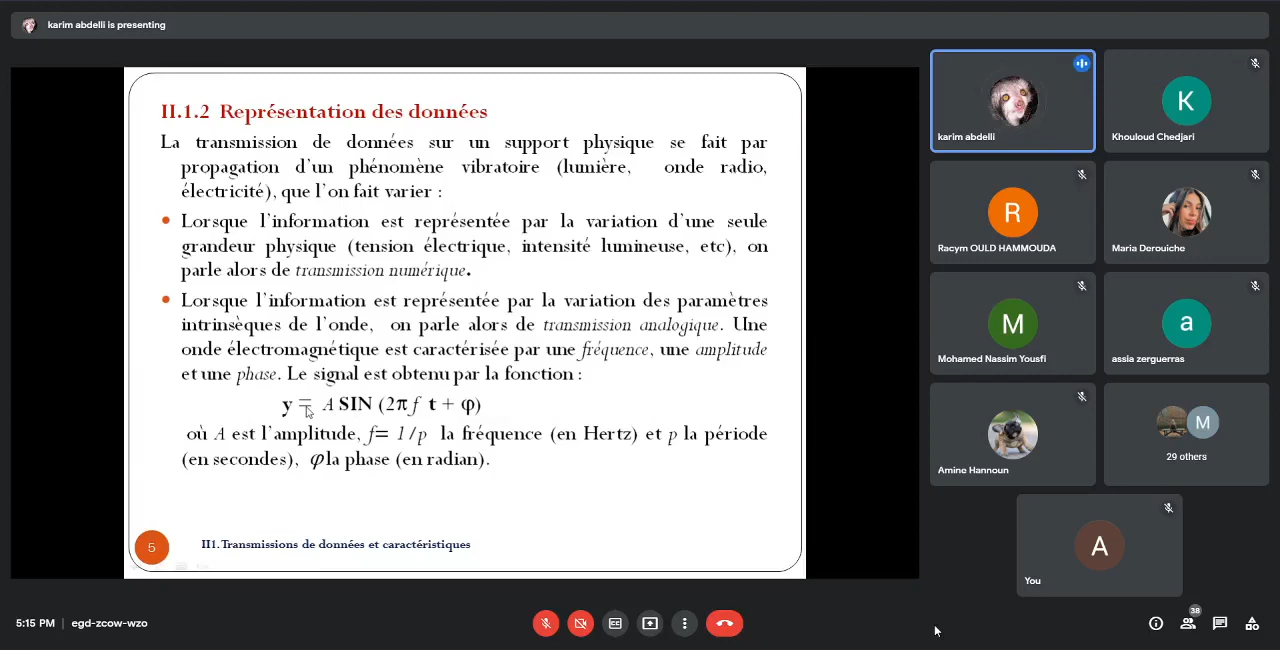 karim abdelli is presenting
II.1.2 Représentation des données
La transmission de données sur un support physique se fait par
propagation d'un phénomène vibratoire (lumière, onde radio,
électricité), que l'on fait varier :
• Lorsque l'information est représentée par la variation d'une seule
grandeur physique (tension électrique, intensité lumineuse, etc), on
parle alors de transmission numérique.
• Lorsque l'information est représentée par la variation des paramètres
intrinsèques de l'onde, on parle alors de transmission analogique. Une
onde électromagnétique est caractérisée par une fréquence, une amplitude
et une phase. Le signal est obtenu par la fonction :
y = A SIN (2π f t + φ)
où A est l'amplitude, f= 1/p la fréquence (en Hertz) et p la période
(en secondes), φ la phase (en radian).
5
II1.Transmissions de données et caractéristiques
karim abdelli
K
Khouloud Chedjari
R
Racym OULD HAMMOUDA
Maria Derouiche
M
Mohamed Nassim Yousfi
a
assia zerguerras
Amine Hannoun
M
29 others
A
You
5:15 PM | egd-zcow-wzo
38